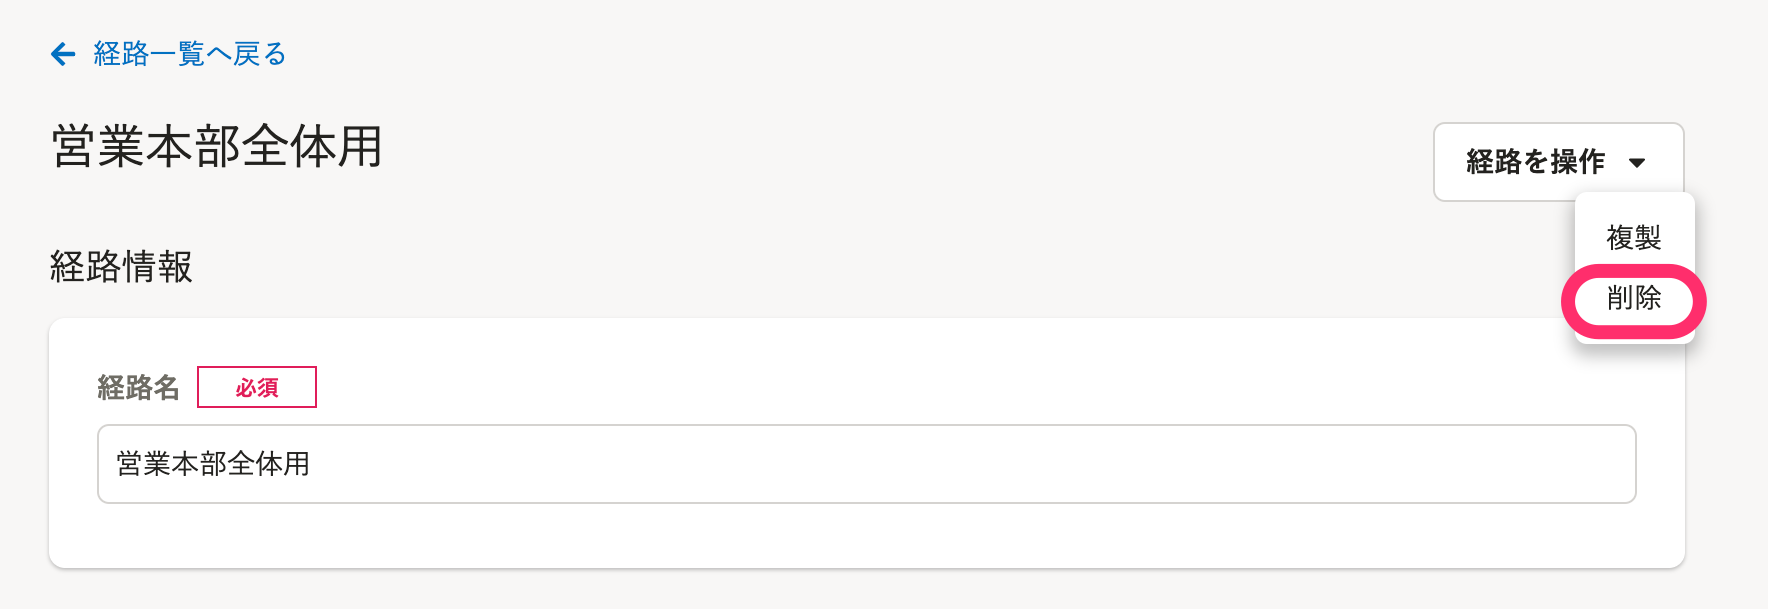 経路一覧へ戻る
営業本部全体用
経路を操作
複製
削除
経路情報
経路名 必須
営業本部全体用